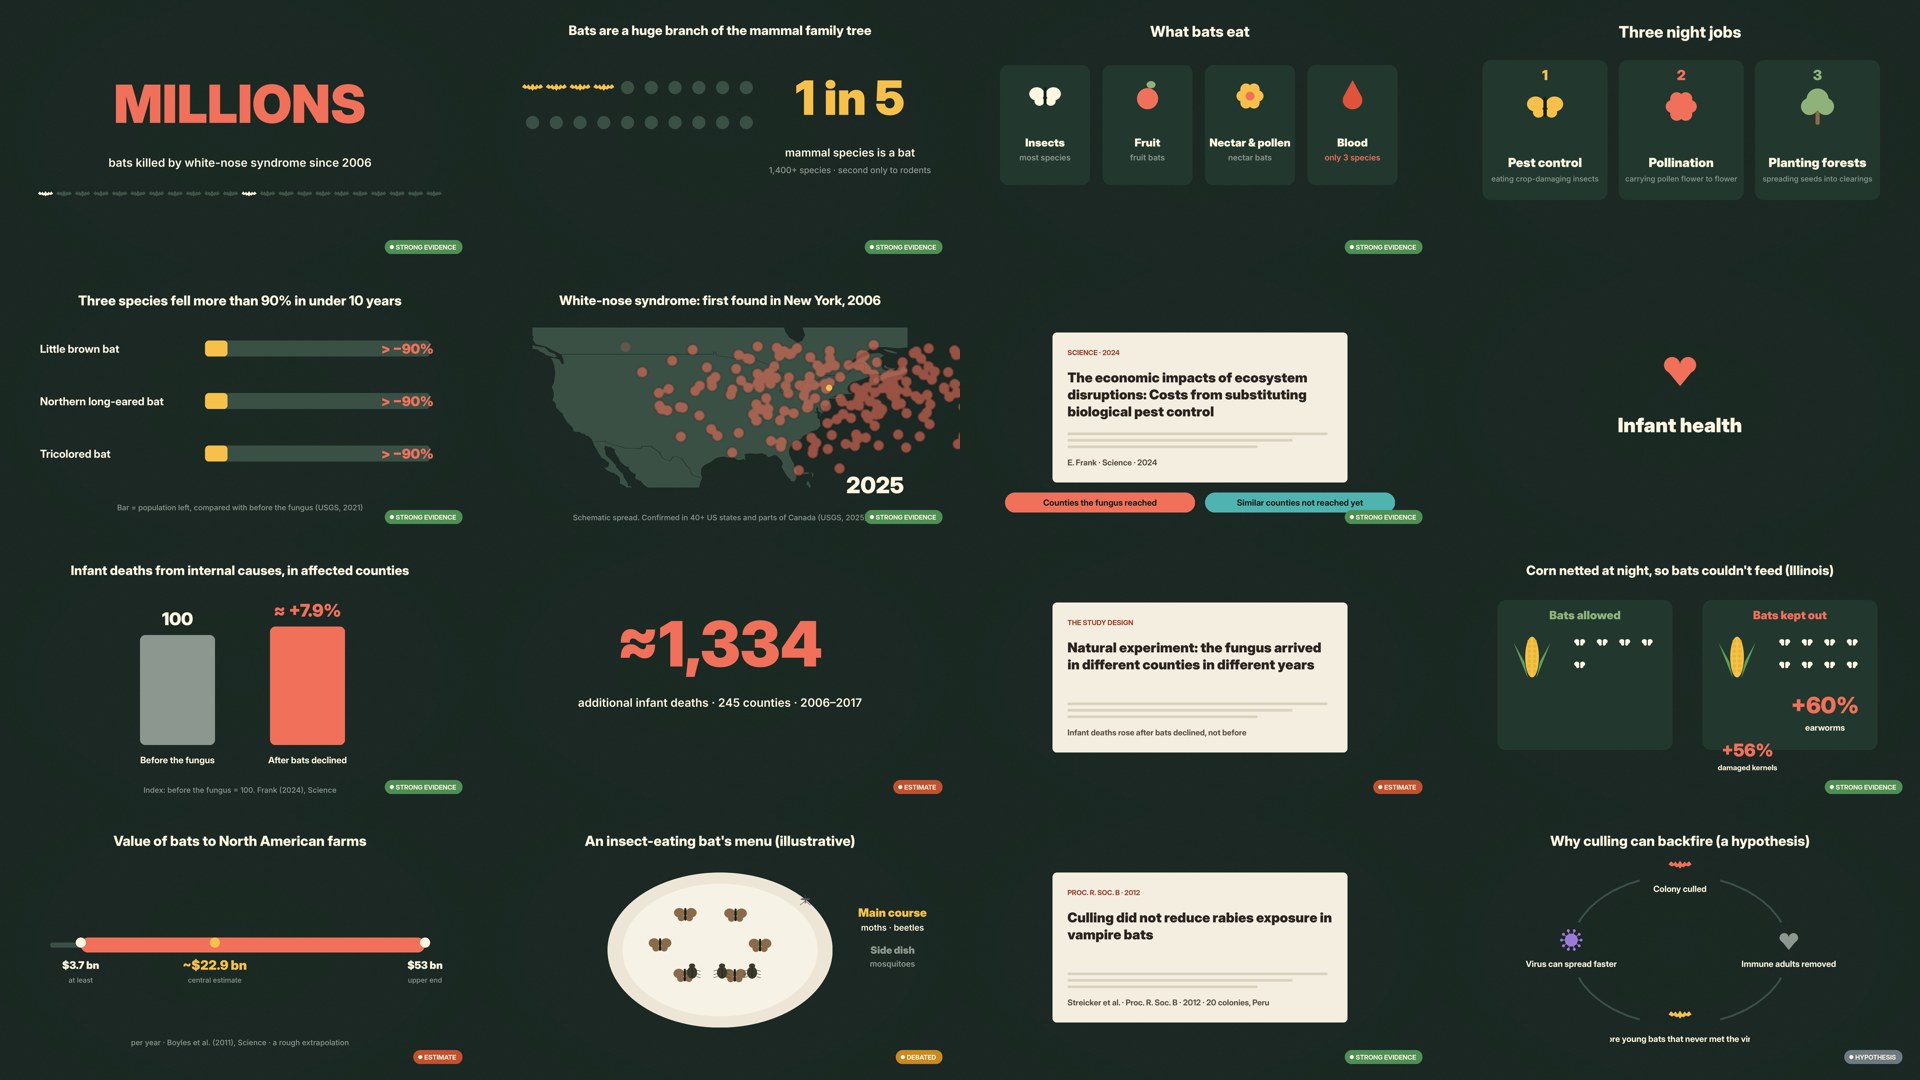 MILLIONS
bats killed by white-nose syndrome since 2006
STRONG EVIDENCE
Bats are a huge branch of the mammal family tree
1 in 5
mammal species is a bat
1,400+ species · second only to rodents
STRONG EVIDENCE
What bats eat
Insects
most species
Fruit
fruit bats
Nectar & pollen
nectar bats
Blood
only 3 species
STRONG EVIDENCE
Three night jobs
1
Pest control
eating crop-damaging insects
2
Pollination
carrying pollen flower to flower
3
Planting forests
spreading seeds into clearings
Three species fell more than 90% in under 10 years
Little brown bat
> −90%
Northern long-eared bat
> −90%
Tricolored bat
> −90%
Bar = population left, compared with before the fungus (USGS, 2021)
STRONG EVIDENCE
White-nose syndrome: first found in New York, 2006
2025
Schematic spread. Confirmed in 40+ US states and parts of Canada (USGS, 2025
STRONG EVIDENCE
SCIENCE · 2024
The economic impacts of ecosystem
disruptions: Costs from substituting
biological pest control
E. Frank · Science · 2024
Counties the fungus reached
Similar counties not reached yet
STRONG EVIDENCE
Infant health
Infant deaths from internal causes, in affected counties
100
≈ +7.9%
Before the fungus
After bats declined
Index: before the fungus = 100. Frank (2024), Science
STRONG EVIDENCE
≈1,334
additional infant deaths · 245 counties · 2006–2017
ESTIMATE
THE STUDY DESIGN
Natural experiment: the fungus arrived
in different counties in different years
Infant deaths rose after bats declined, not before
ESTIMATE
Corn netted at night, so bats couldn't feed (Illinois)
Bats allowed
Bats kept out
+60%
earworms
+56%
damaged kernels
STRONG EVIDENCE
Value of bats to North American farms
$3.7 bn
at least
~$22.9 bn
central estimate
$53 bn
upper end
per year · Boyles et al. (2011), Science · a rough extrapolation
ESTIMATE
An insect-eating bat's menu (illustrative)
Main course
moths · beetles
Side dish
mosquitoes
DEBATED
PROC. R. SOC. B · 2012
Culling did not reduce rabies exposure in
vampire bats
Streicker et al. · Proc. R. Soc. B · 2012 · 20 colonies, Peru
STRONG EVIDENCE
Why culling can backfire (a hypothesis)
Colony culled
Virus can spread faster
Immune adults removed
re young bats that never met the vir
HYPOTHESIS